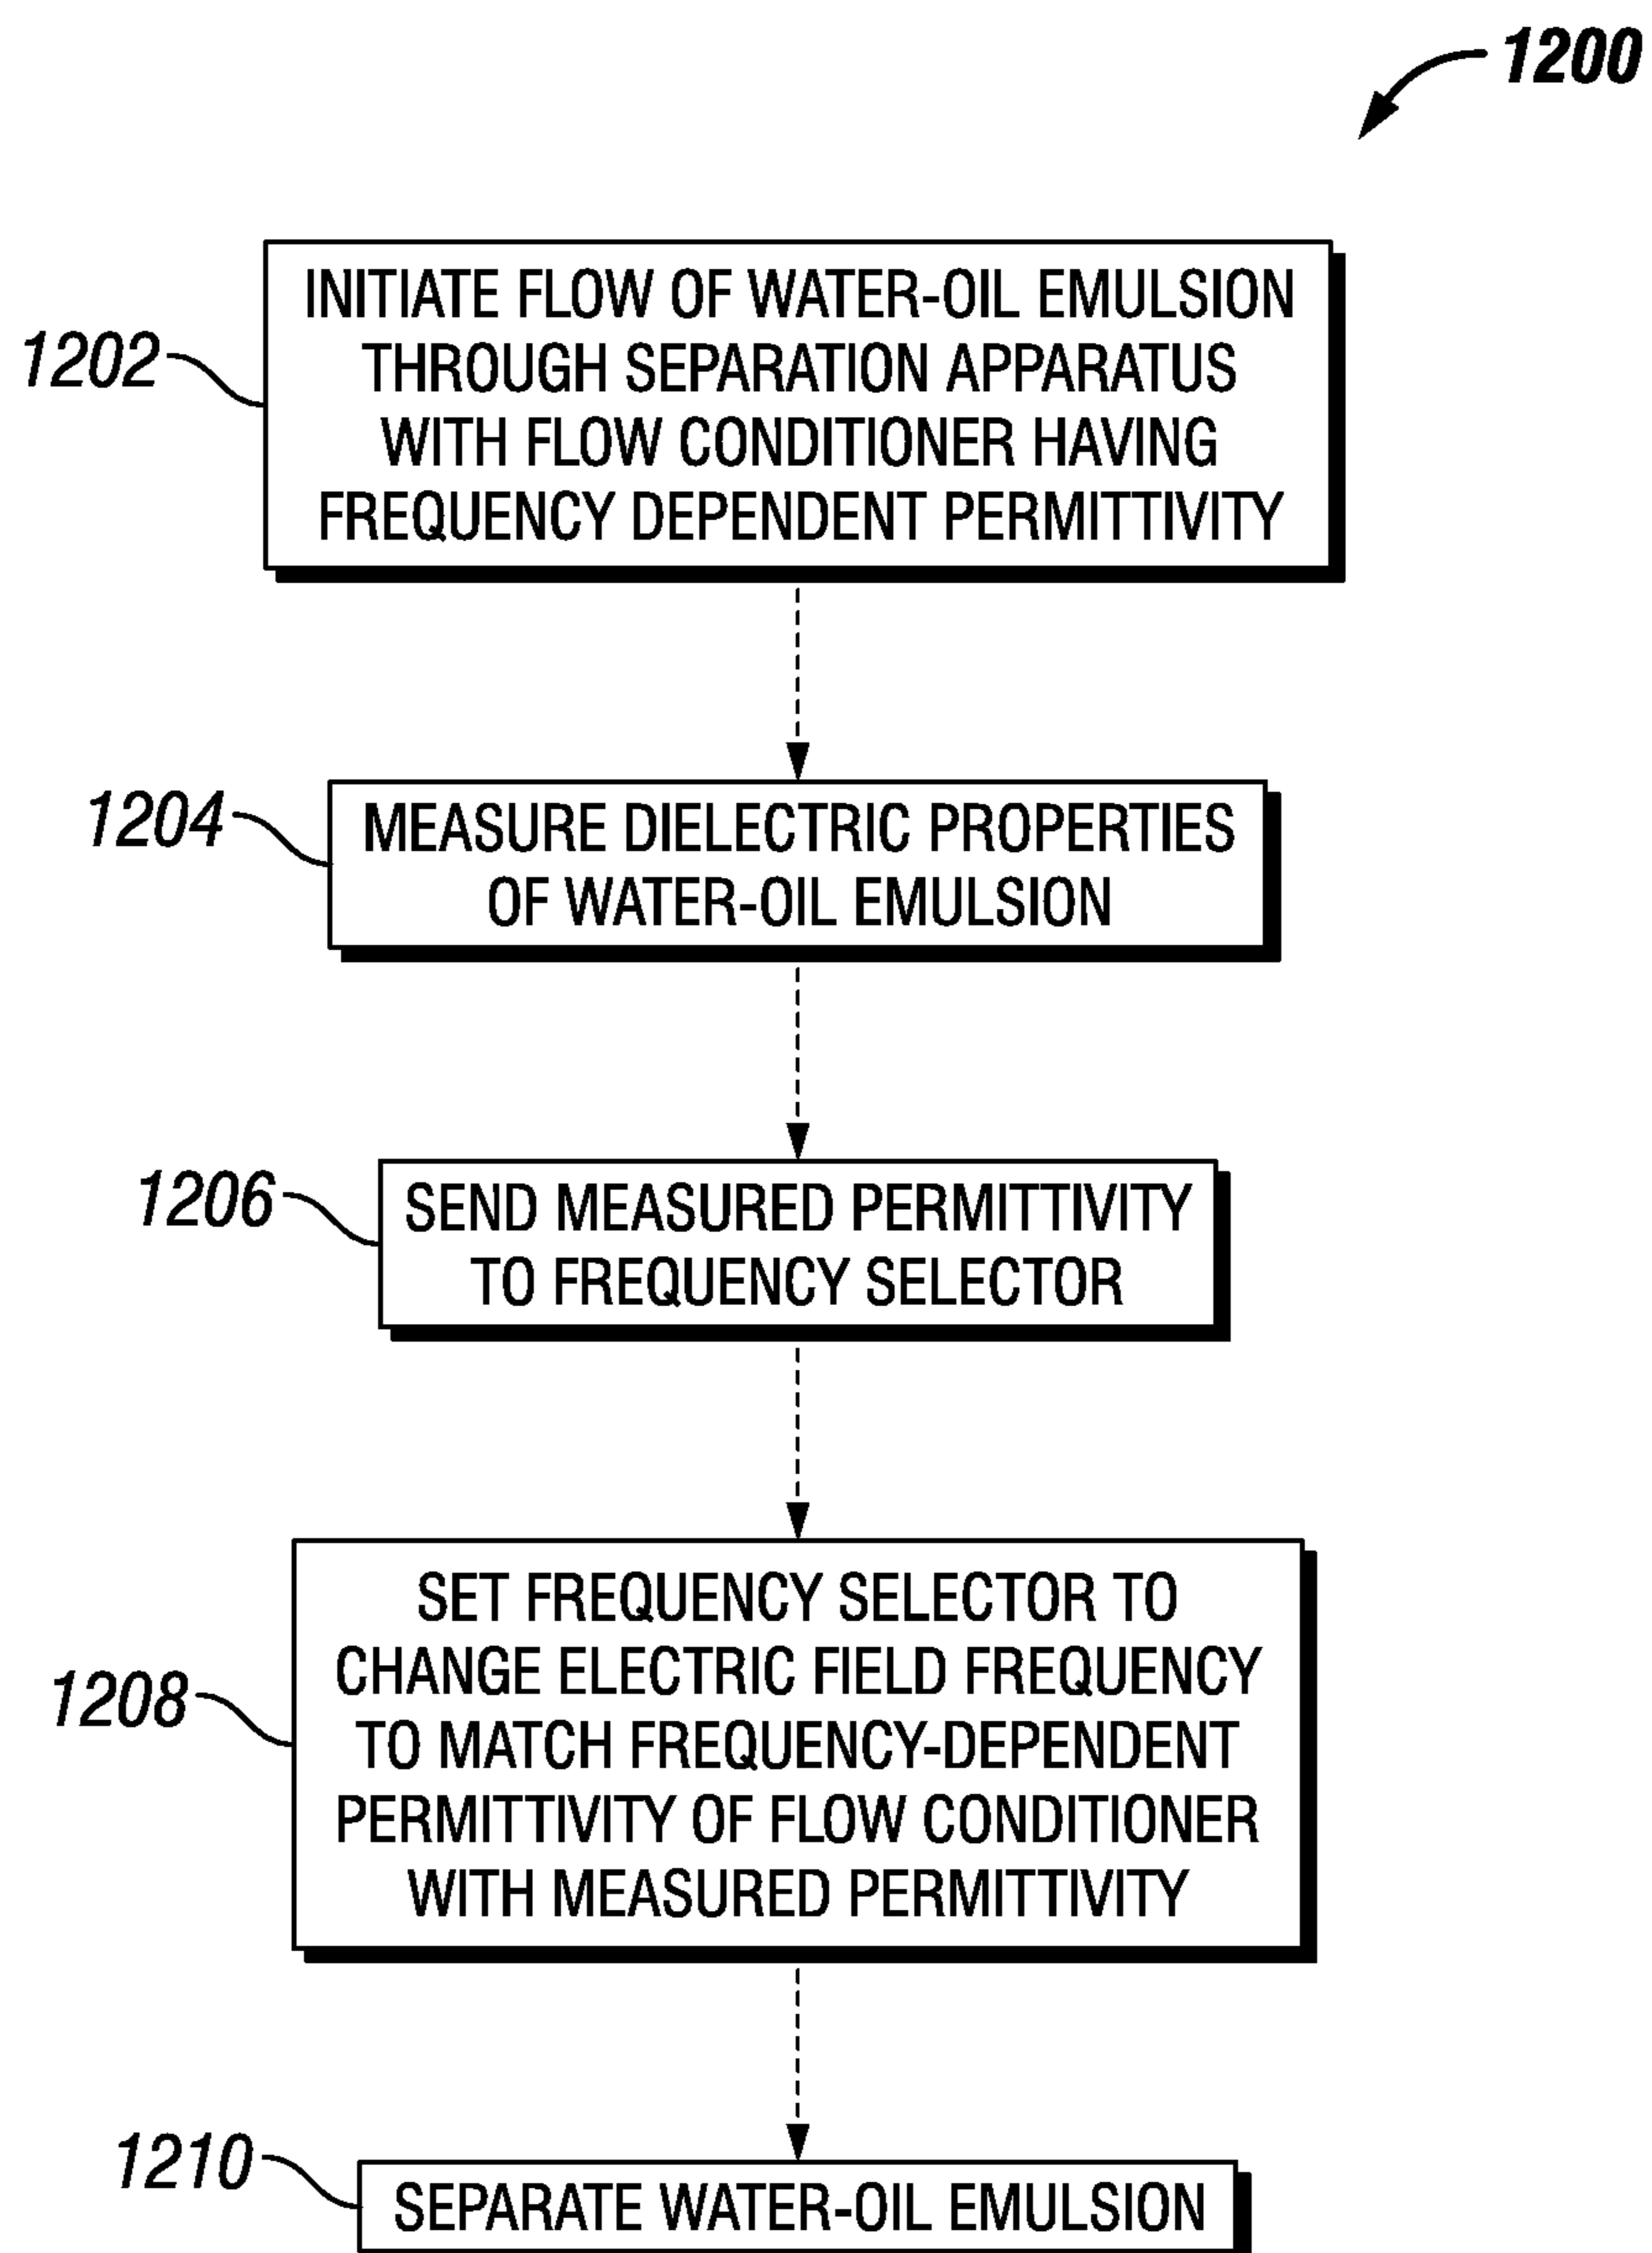 1200
1202
INITIATE FLOW OF WATER-OIL EMULSION
THROUGH SEPARATION APPARATUS
WITH FLOW CONDITIONER HAVING
FREQUENCY DEPENDENT PERMITTIVITY
1204
MEASURE DIELECTRIC PROPERTIES
OF WATER-OIL EMULSION
1206
SEND MEASURED PERMITTIVITY
TO FREQUENCY SELECTOR
1208
SET FREQUENCY SELECTOR TO
CHANGE ELECTRIC FIELD FREQUENCY
TO MATCH FREQUENCY-DEPENDENT
PERMITTIVITY OF FLOW CONDITIONER
WITH MEASURED PERMITTIVITY
1210
SEPARATE WATER-OIL EMULSION